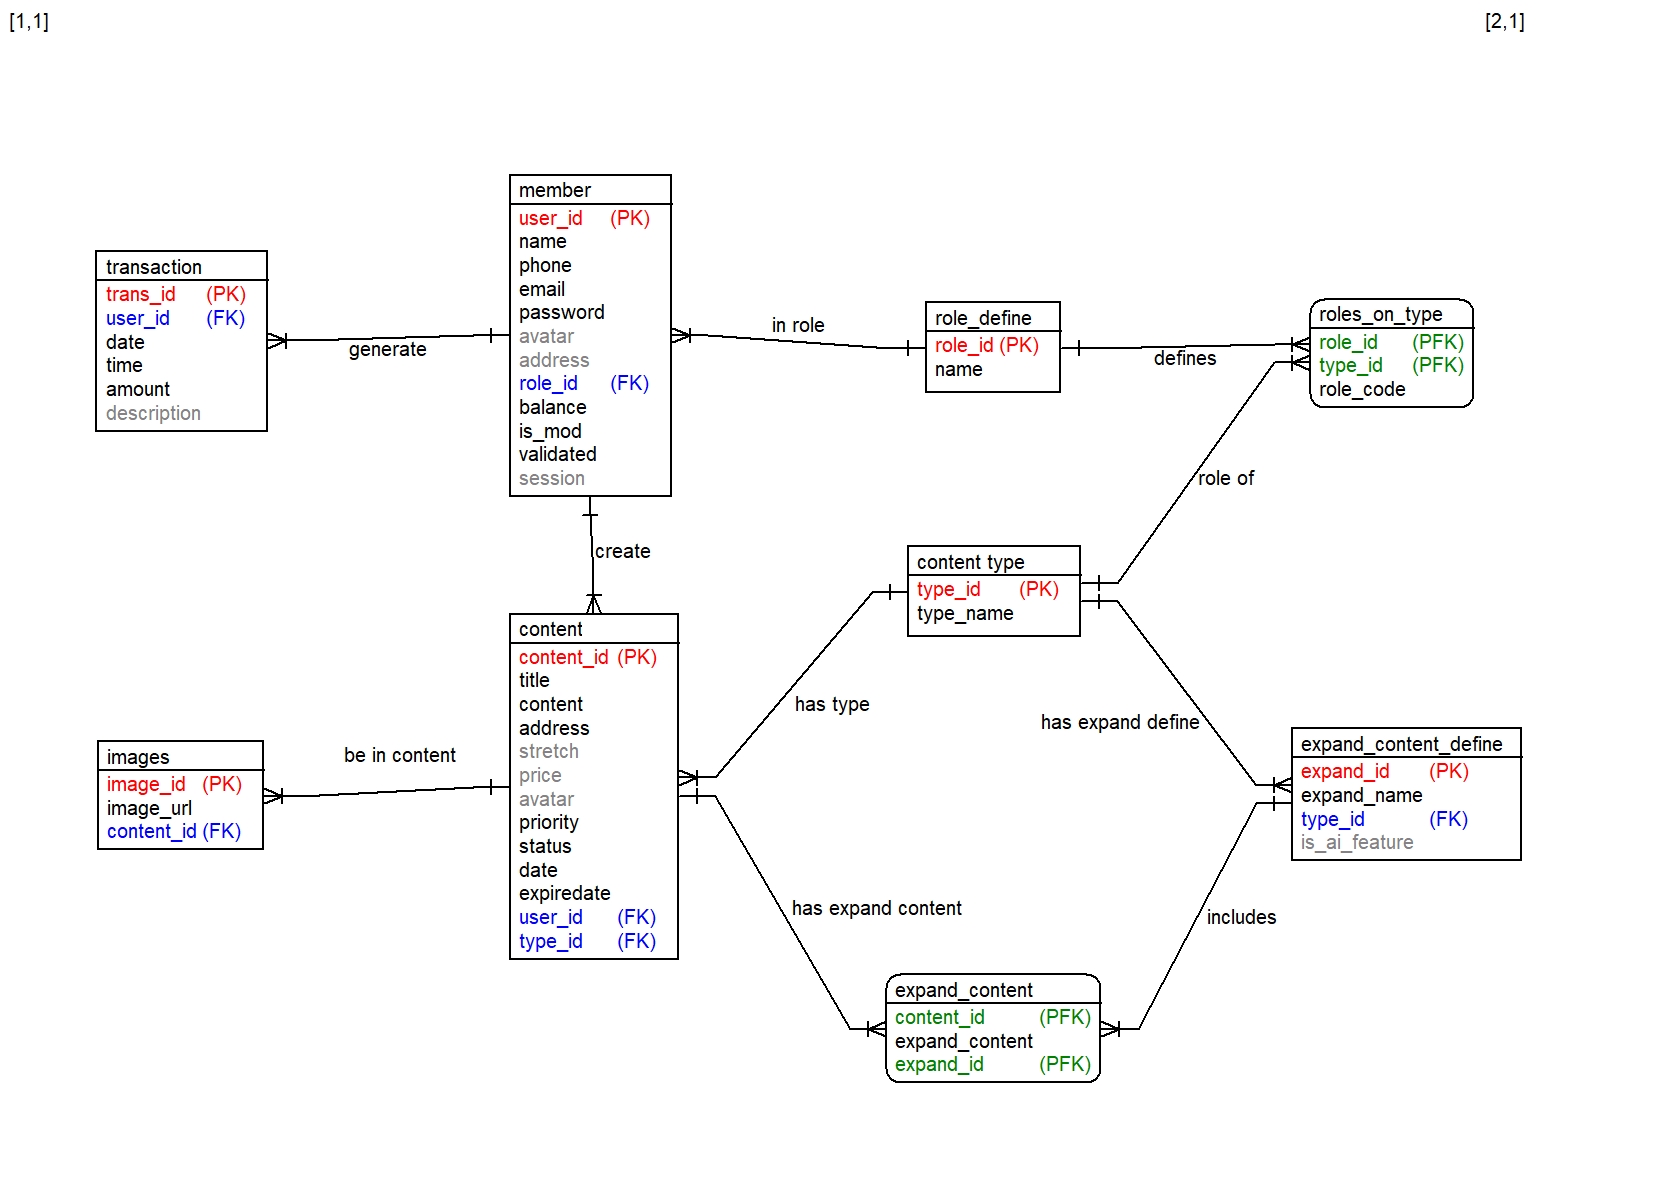 [1,1]
[2,1]
member
user_id (PK)
name
phone
email
password
avatar
address
role_id (FK)
balance
is_mod
validated
session
transaction
trans_id (PK)
user_id (FK)
date
time
amount
description
generate
in role
role_define
role_id (PK)
name
defines
roles_on_type
role_id (PFK)
type_id (PFK)
role_code
role of
create
content type
type_id (PK)
type_name
content
content_id (PK)
title
content
address
stretch
price
avatar
priority
status
date
expiredate
user_id (FK)
type_id (FK)
has type
has expand define
images
image_id (PK)
image_url
content_id (FK)
be in content
expand_content_define
expand_id (PK)
expand_name
type_id (FK)
is_ai_feature
has expand content
includes
expand_content
content_id (PFK)
expand_content
expand_id (PFK)